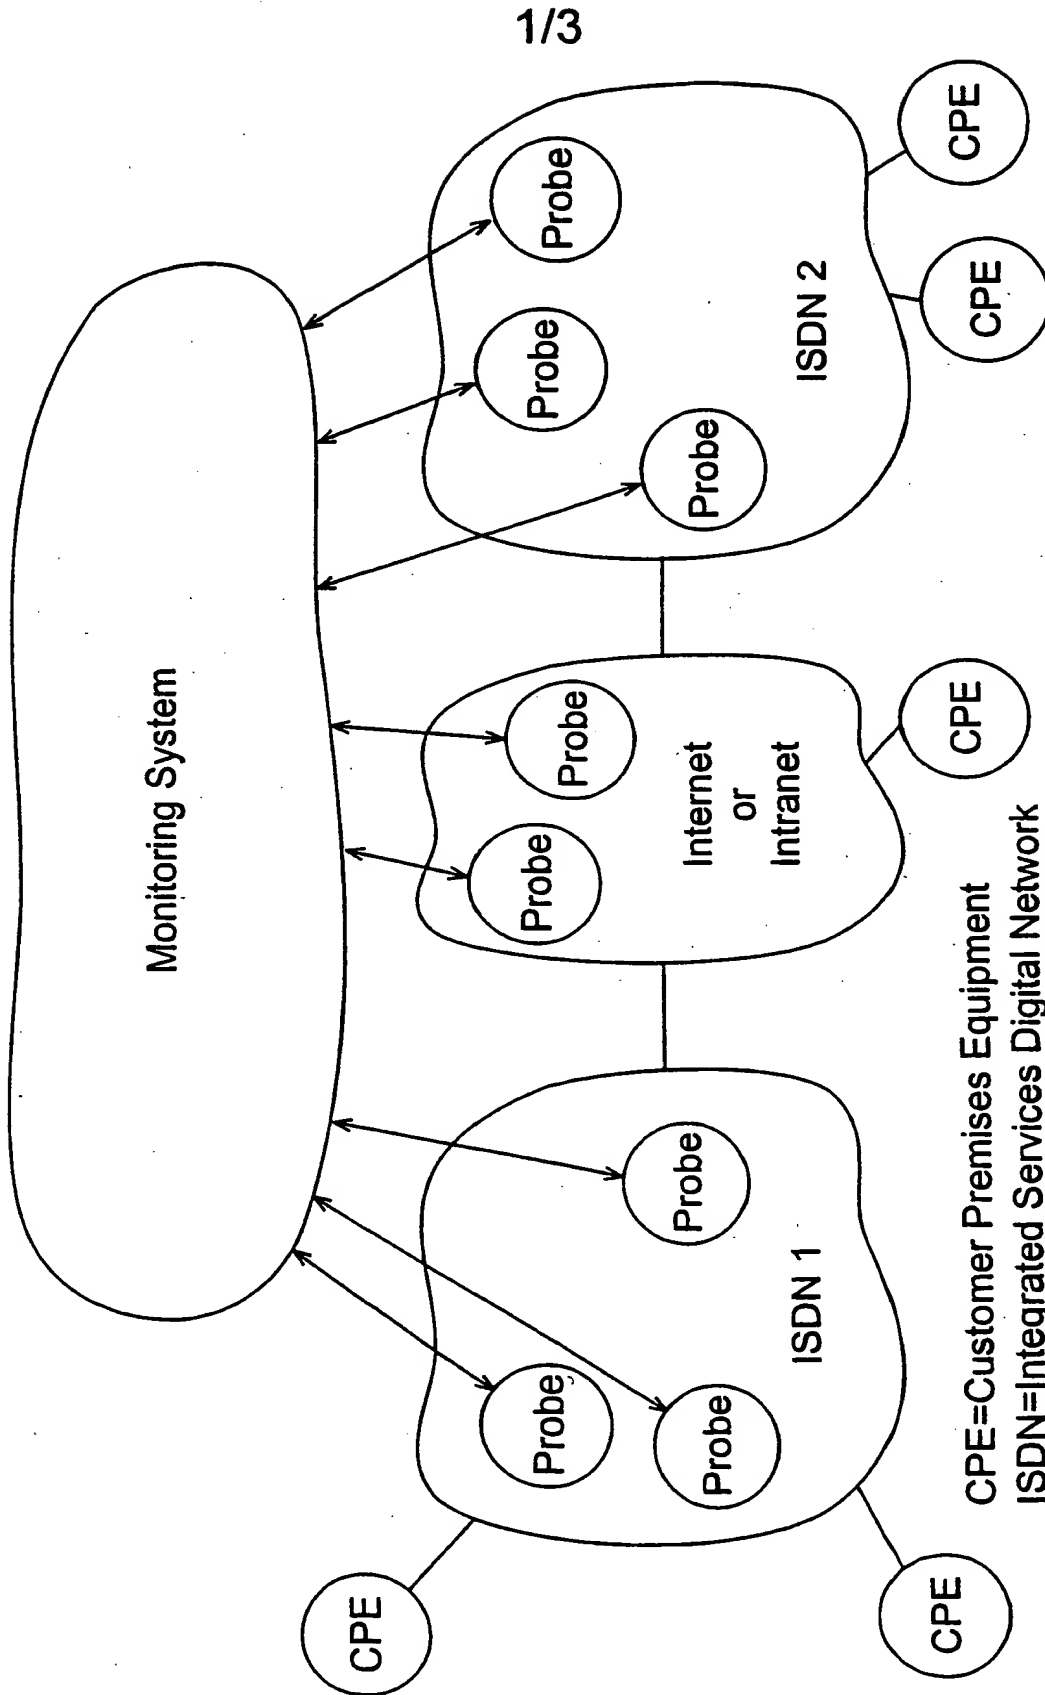 1/3
Monitoring System
Probe
Probe
Probe
Probe
Probe
Probe
Probe
Probe
ISDN 1
Internet
or
Intranet
ISDN 2
CPE
CPE
CPE
CPE
CPE
CPE=Customer Premises Equipment
ISDN=Integrated Services Digital Network